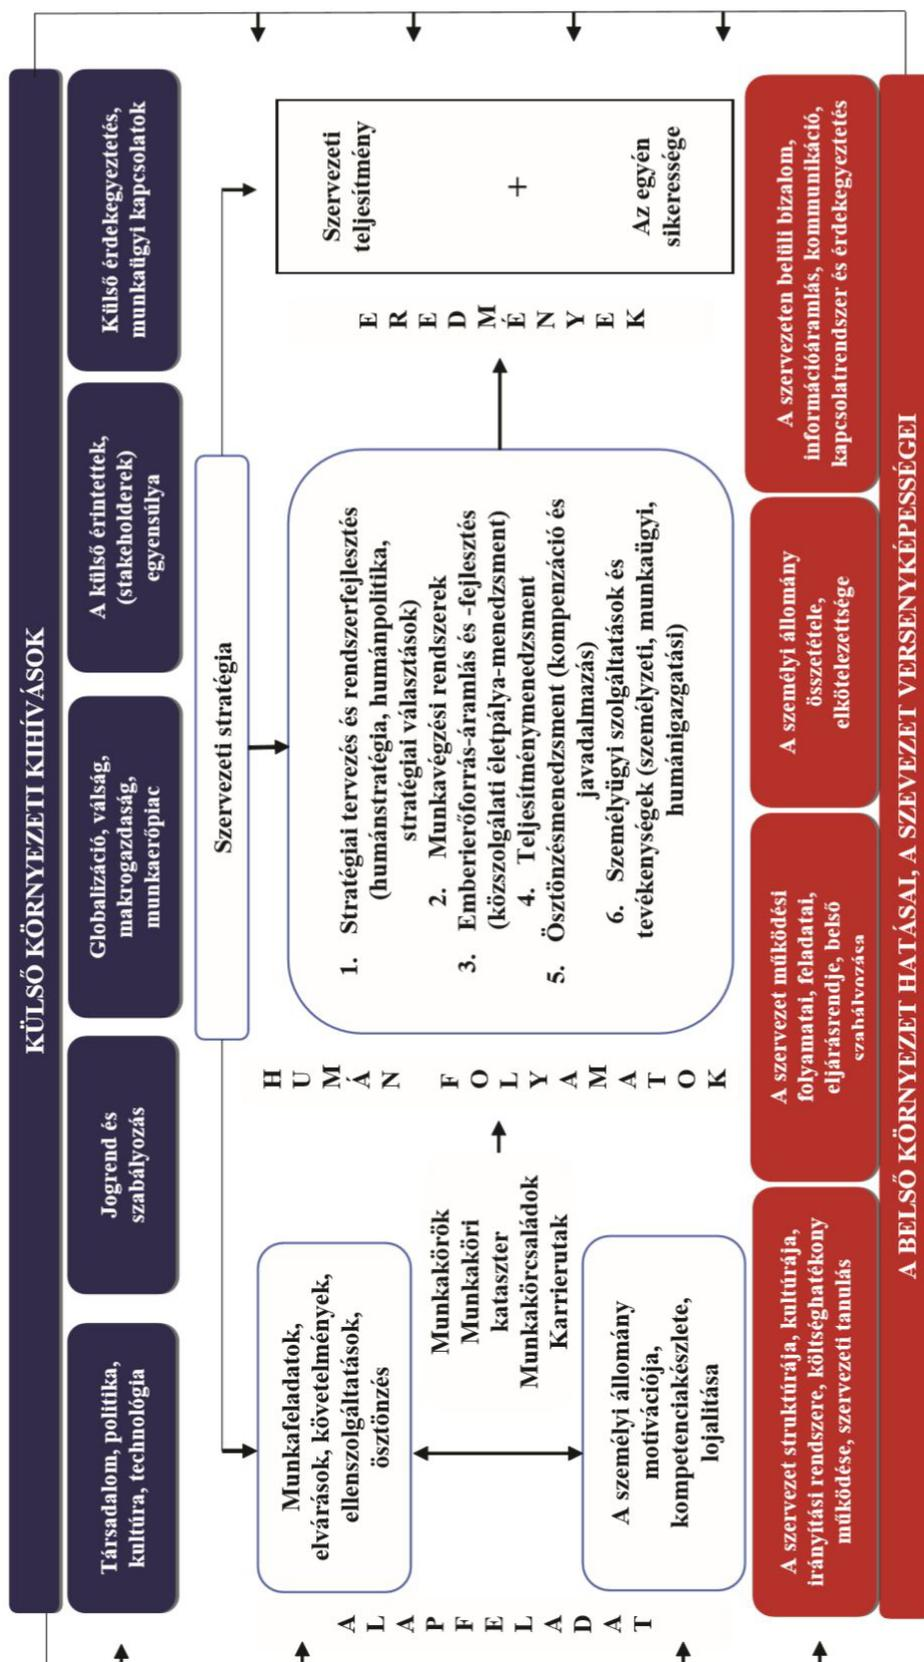 KÜLSŐ KÖRNYEZETI KIHÍVÁSOK
Társadalom, politika,
kultúra, technológia
Jogrend és
szabályozás
Globalizáció, válság,
makrogazdaság,
munkaerőpiac
A külső érintettek,
(stakeholderek)
egyensúlya
Külső érdekegyeztetés,
munkaügyi kapcsolatok
Szervezeti stratégia
ALAPFELADAT
Munkafeladatok,
elvárások, követelmények,
ellenszolgáltatások,
ösztönzés
A személyi állomány
motivációja,
kompetenciakészlete,
lojalitása
Munkakörök
Munkaköri
kataszter
Munkakörcsaládok
Karrierutak
HUMÁN FOLYAMATOK
1. Stratégiai tervezés és rendszerfejlesztés
(humánstratégia, humánpolitika,
stratégiai választások)
2. Munkavégzési rendszerek
3. Emberierőforrás-áramlás és -fejlesztés
(közszolgálati életpálya-menedzsment)
4. Teljesítménymenedzsment
5. Ösztönzésmenedzsment (kompenzáció és
javadalmazás)
6. Személyügyi szolgáltatások és
tevékenységek (személyzeti, munkaügyi,
humánigazgatási)
EREDMÉNYEK
Szervezeti
teljesítmény
+
Az egyén
sikeressége
A szervezet struktúrája, kultúrája,
irányítási rendszere, költséghatékony
működése, szervezeti tanulás
A szervezet működési
folyamatai, feladatai,
eljárásrendje, belső
szabályozása
A személyi állomány
összetétele,
elkötelezettsége
A szervezeten belüli bizalom,
információáramlás, kommunikáció,
kapcsolatrendszer és érdekegyeztetés
A BELSŐ KÖRNYEZET HATÁSAI, A SZEVEZET VERSENYKÉPESSÉGEI